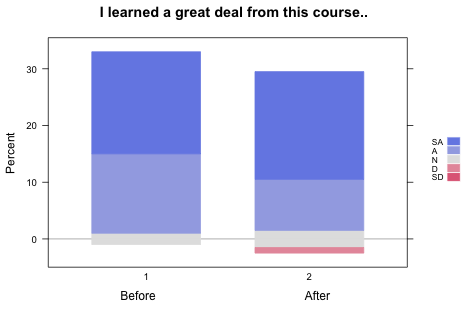 I learned a great deal from this course..
Percent
30
20
10
0
SA
A
N
D
SD
1
2
Before
After